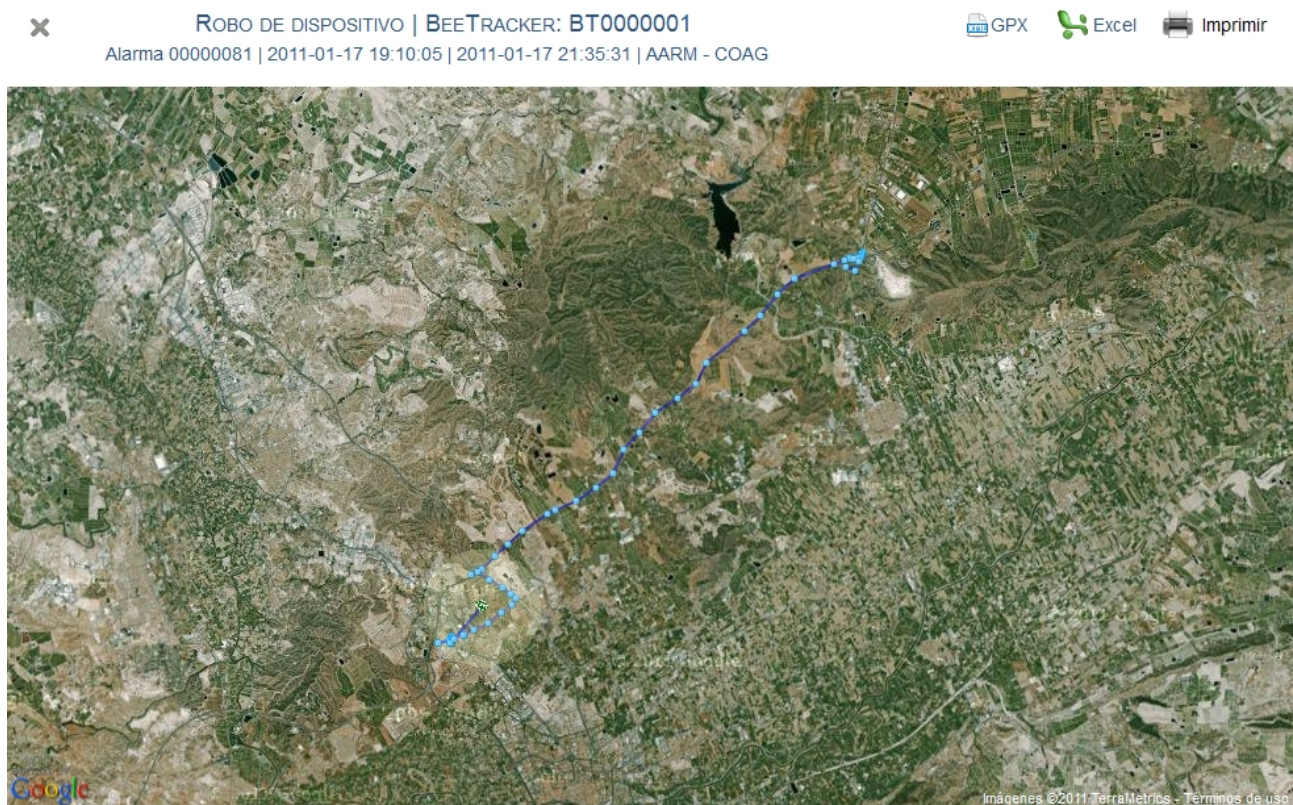 ROBO DE DISPOSITIVO | BEETRACKER: BT0000001
GPX
Excel
Imprimir
Alarma 00000081 | 2011-01-17 19:10:05 | 2011-01-17 21:35:31 | AARM - COAG
Google
Imágenes ©2011 TerraMetrics - Términos de uso